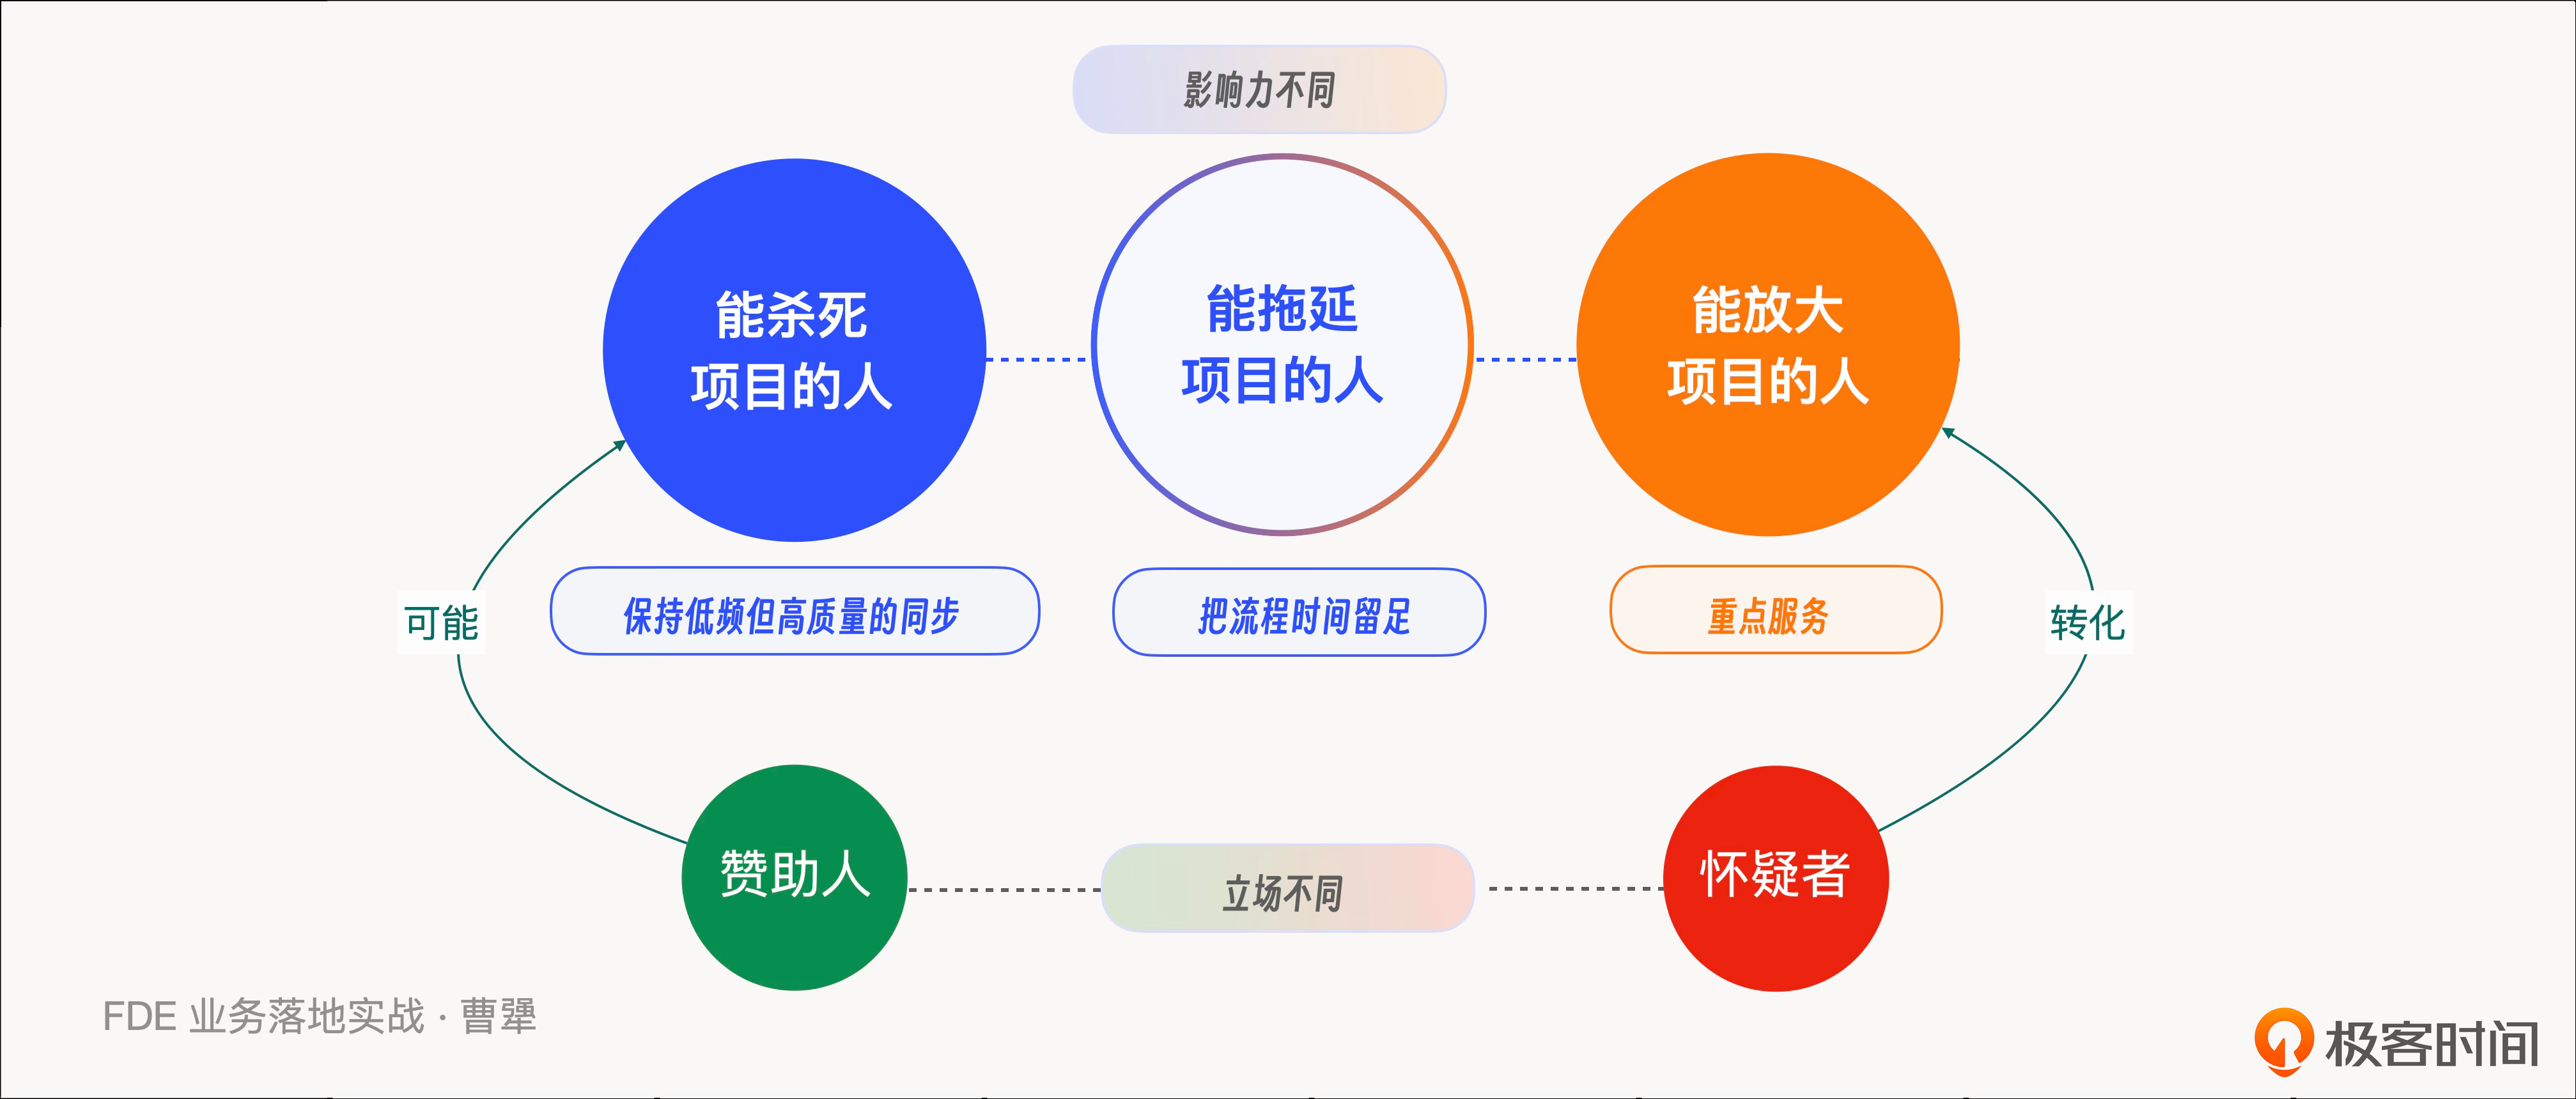 影响力不同
能杀死
项目的人
能拖延
项目的人
能放大
项目的人
可能
保持低频但高质量的同步
把流程时间留足
重点服务
转化
赞助人
立场不同
怀疑者
FDE 业务落地实战 · 曹犟
极客时间